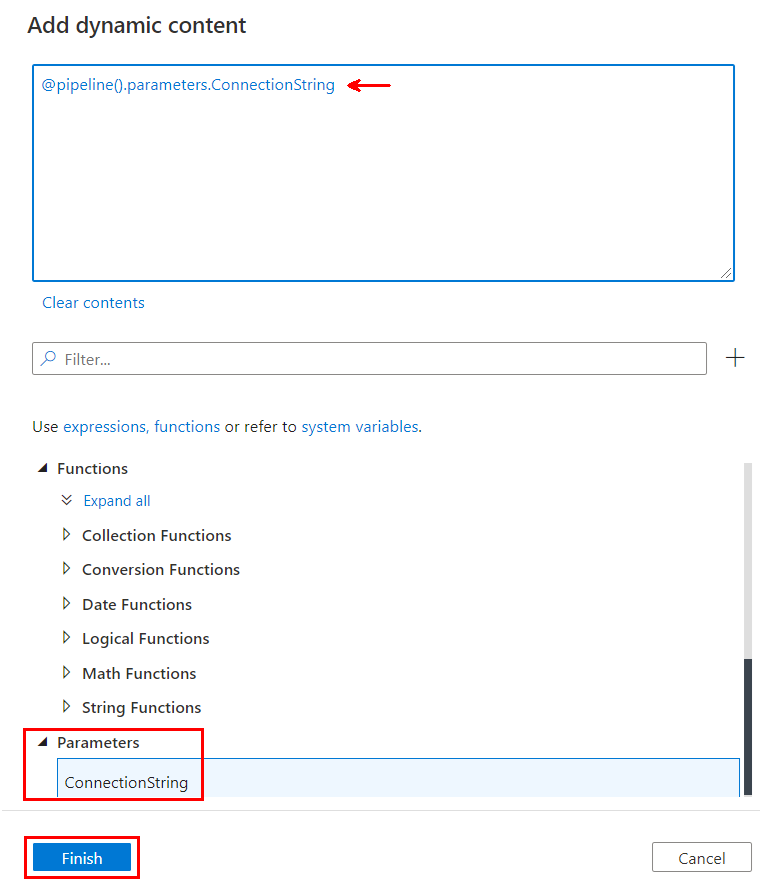 Add dynamic content
@pipeline().parameters.ConnectionString
Clear contents
Filter...
Use expressions, functions or refer to system variables.
Functions
Expand all
Collection Functions
Conversion Functions
Date Functions
Logical Functions
Math Functions
String Functions
Parameters
ConnectionString
Finish
Cancel